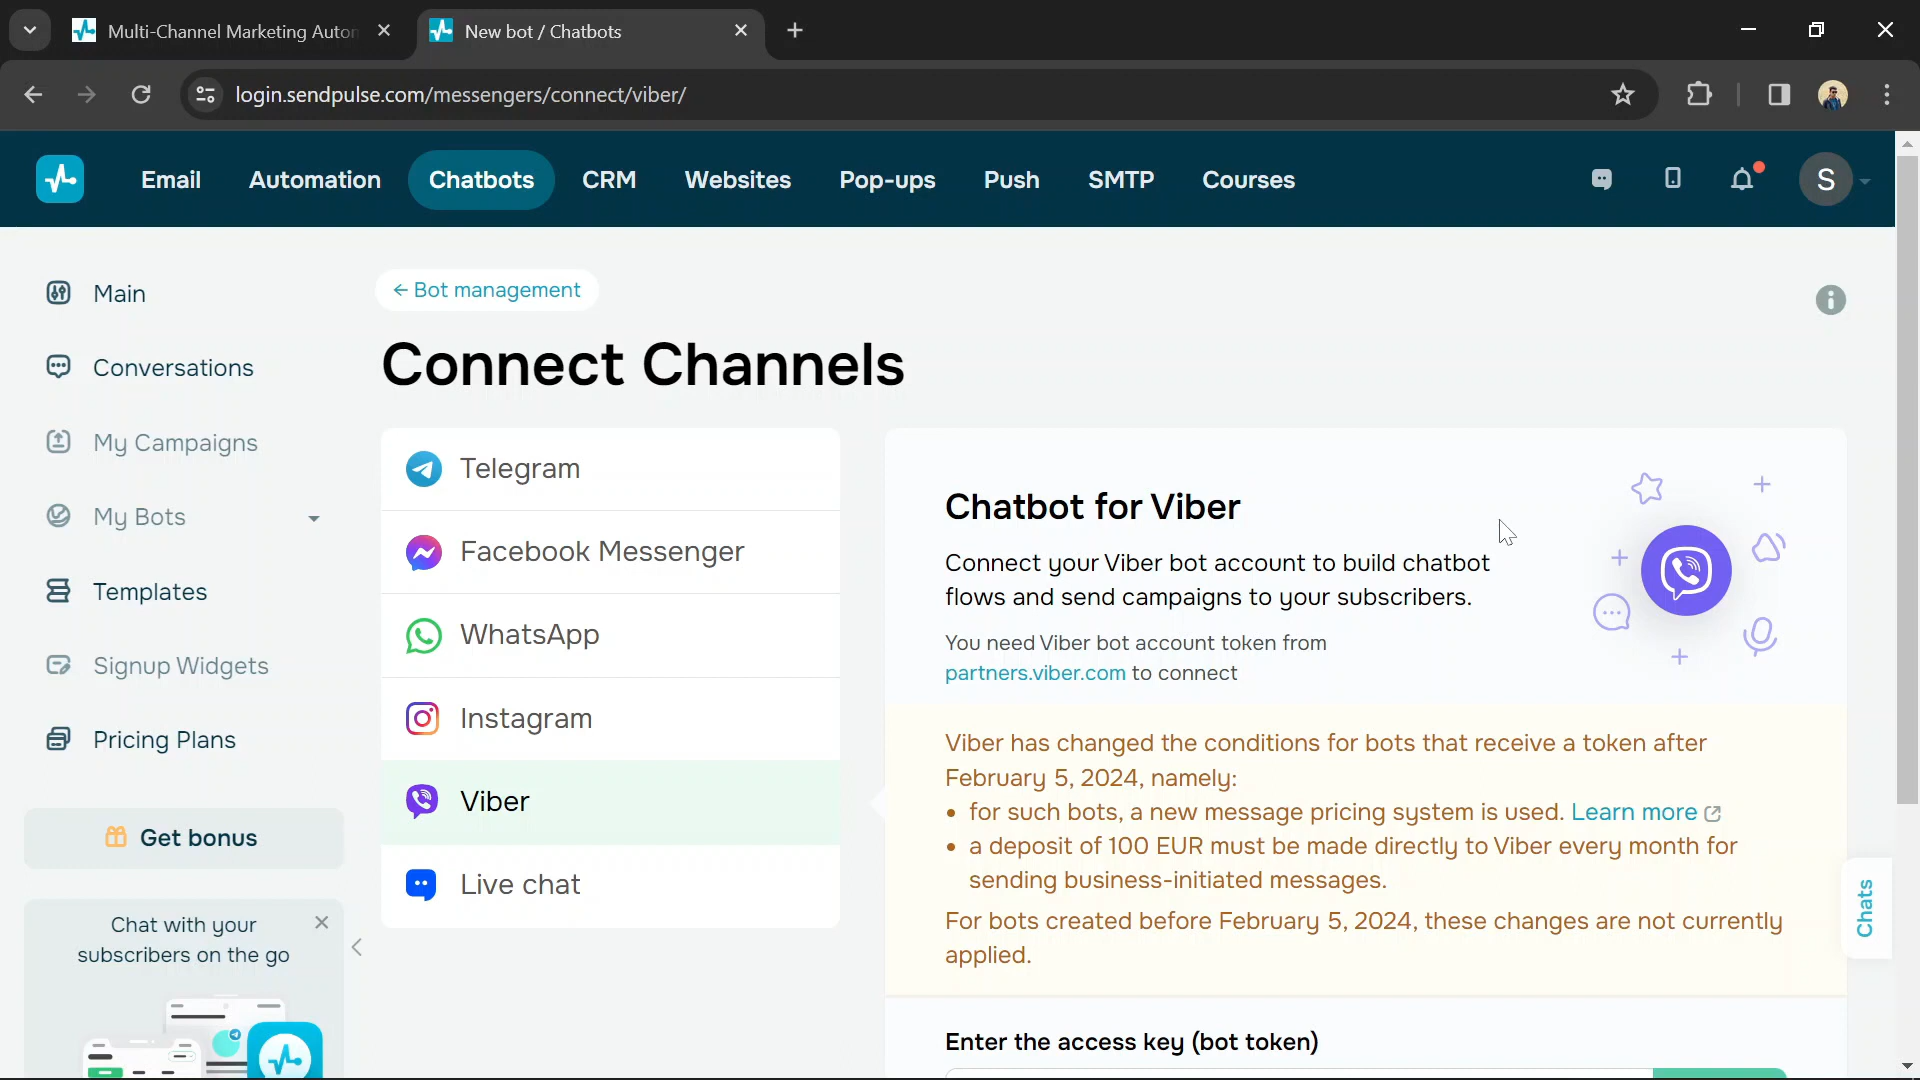 Multi-Channel Marketing Autor
New bot / Chatbots
login.sendpulse.com/messengers/connect/viber/
Email
Automation
Chatbots
CRM
Websites
Pop-ups
Push
SMTP
Courses
S
Main
Conversations
My Campaigns
My Bots
Templates
Signup Widgets
Pricing Plans
Get bonus
Chat with your
subscribers on the go
← Bot management
Connect Channels
Telegram
Facebook Messenger
WhatsApp
Instagram
Viber
Live chat
Chatbot for Viber
Connect your Viber bot account to build chatbot
flows and send campaigns to your subscribers.
You need Viber bot account token from
partners.viber.com to connect
Viber has changed the conditions for bots that receive a token after
February 5, 2024, namely:
• for such bots, a new message pricing system is used. Learn more
• a deposit of 100 EUR must be made directly to Viber every month for
sending business-initiated messages.
For bots created before February 5, 2024, these changes are not currently
applied.
Enter the access key (bot token)
Chats